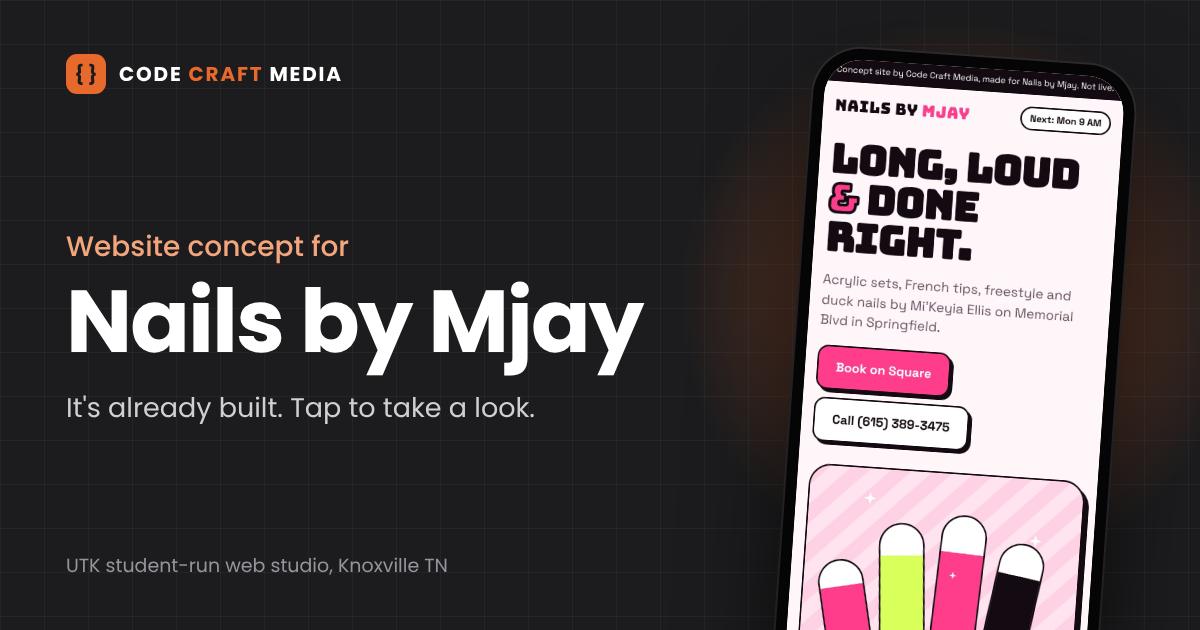 { } CODE CRAFT MEDIA
Website concept for
Nails by Mjay
It's already built. Tap to take a look.
UTK student-run web studio, Knoxville TN
Concept site by Code Craft Media, made for Nails by Mjay. Not live.
NAILS BY MJAY
Next: Mon 9 AM
LONG, LOUD
& DONE
RIGHT.
Acrylic sets, French tips, freestyle and
duck nails by Mi'Keyia Ellis on Memorial
Blvd in Springfield.
Book on Square
Call (615) 389-3475